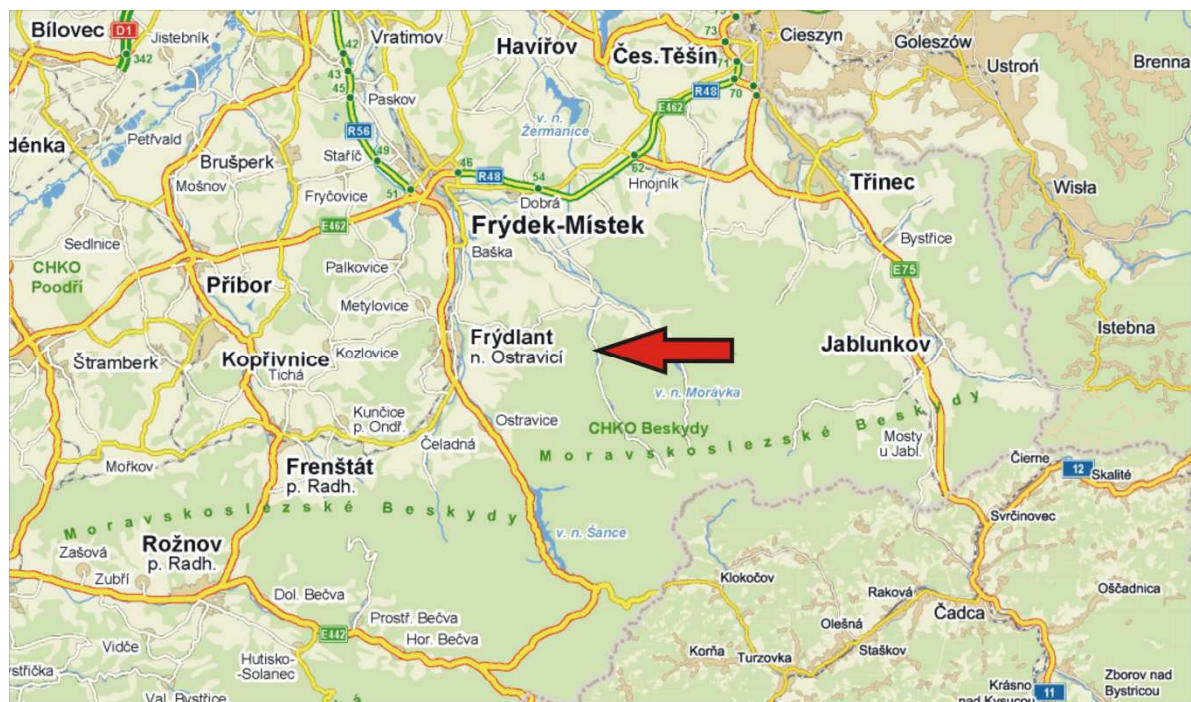 Bílovec
D1
Jistebník
342
42
Vratimov
Havířov
73
Cieszyn
Goleszów
Čes.Těšín
71
Ustroń
Brenna
43
45
Paskov
70
R48
E462
v. n.
Žermanice
dénka
Petřvald
R56
Brušperk
Staříč
49
46
R48
54
62
Hnojník
Třinec
Wisła
Mošnov
51
Fryčovice
Dobrá
E462
Frýdek-Místek
Sedlnice
Baška
Bystřice
CHKO
Poodří
Palkovice
E75
Příbor
Metylovice
Frýdlant
n. Ostravicí
Istebna
Štramberk
Kopřivnice
Kozlovice
Jablunkov
Tichá
v. n. Morávka
Kunčice
p. Ondř.
Ostravice
CHKO Beskydy
Čeladná
Moravskoslezské Beskydy
Mosty
u Jabl.
Mořkov
Frenštát
p. Radh.
Čierne
12
Skalité
Moravskoslezské Beskydy
Svrčinovec
v. n. Šance
Rožnov
p. Radh.
Zašová
Zubří
Klokočov
Oščadnica
Dol. Bečva
Raková
Čadca
Prostř. Bečva
Olešná
E442
Hor. Bečva
Staškov
Vidče
Korňa
Turzovka
Hutisko-
Solanec
ystřička
Zborov nad
Bystricou
Krásno
nad Kysucou
11
Val. Bystřice